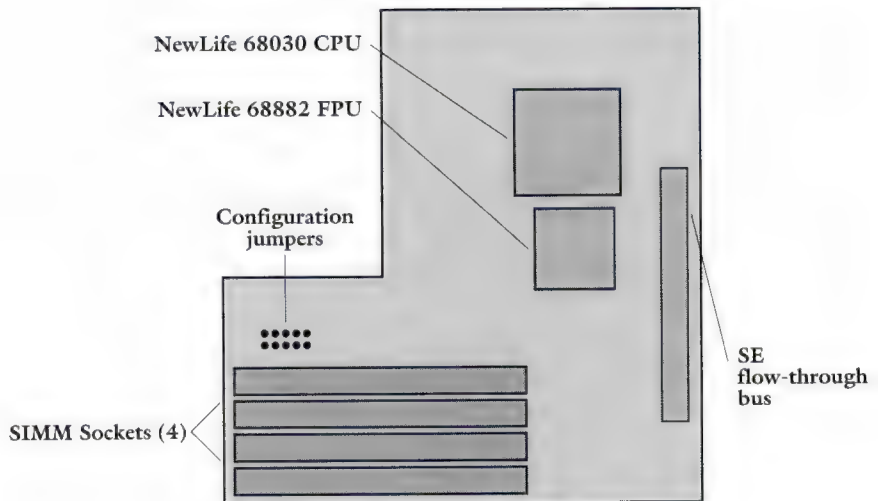 NewLife 68030 CPU
NewLife 68882 FPU
Configuration
jumpers
SE
flow-through
bus
SIMM Sockets (4)